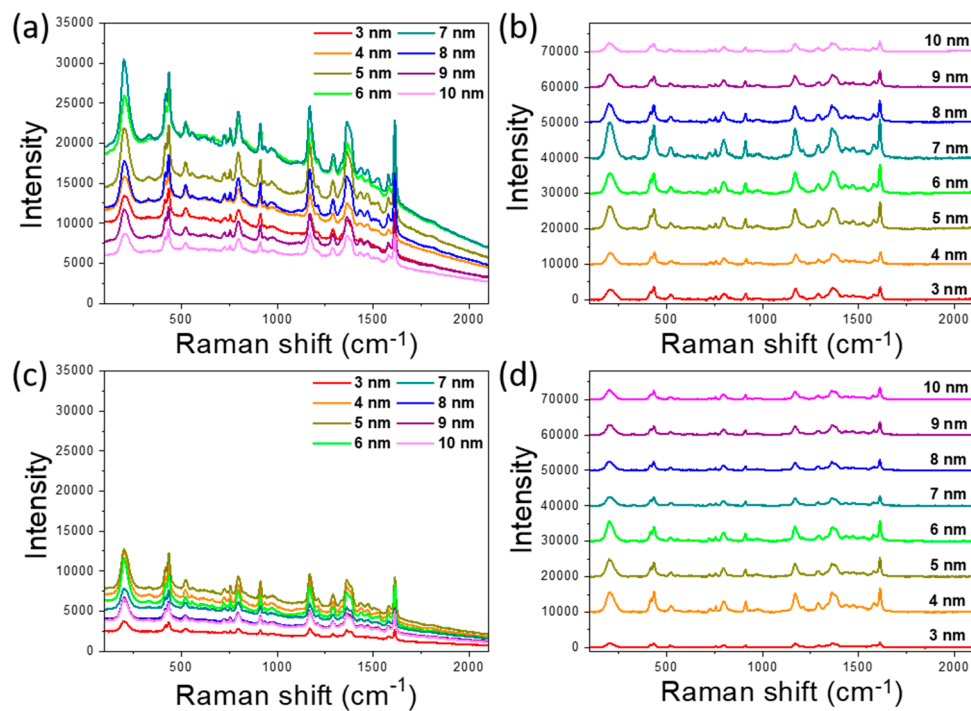 (a)
35000
30000
25000
20000
15000
10000
5000
0
Intensity
3 nm 7 nm
4 nm 8 nm
5 nm 9 nm
6 nm 10 nm
500 1000 1500 2000
Raman shift (cm-1)
(b)
70000
60000
50000
40000
30000
20000
10000
0
Intensity
10 nm
9 nm
8 nm
7 nm
6 nm
5 nm
4 nm
3 nm
500 1000 1500 2000
Raman shift (cm-1)
(c)
35000
30000
25000
20000
15000
10000
5000
0
Intensity
3 nm 7 nm
4 nm 8 nm
5 nm 9 nm
6 nm 10 nm
500 1000 1500 2000
Raman shift (cm-1)
(d)
70000
60000
50000
40000
30000
20000
10000
0
Intensity
10 nm
9 nm
8 nm
7 nm
6 nm
5 nm
4 nm
3 nm
500 1000 1500 2000
Raman shift (cm-1)